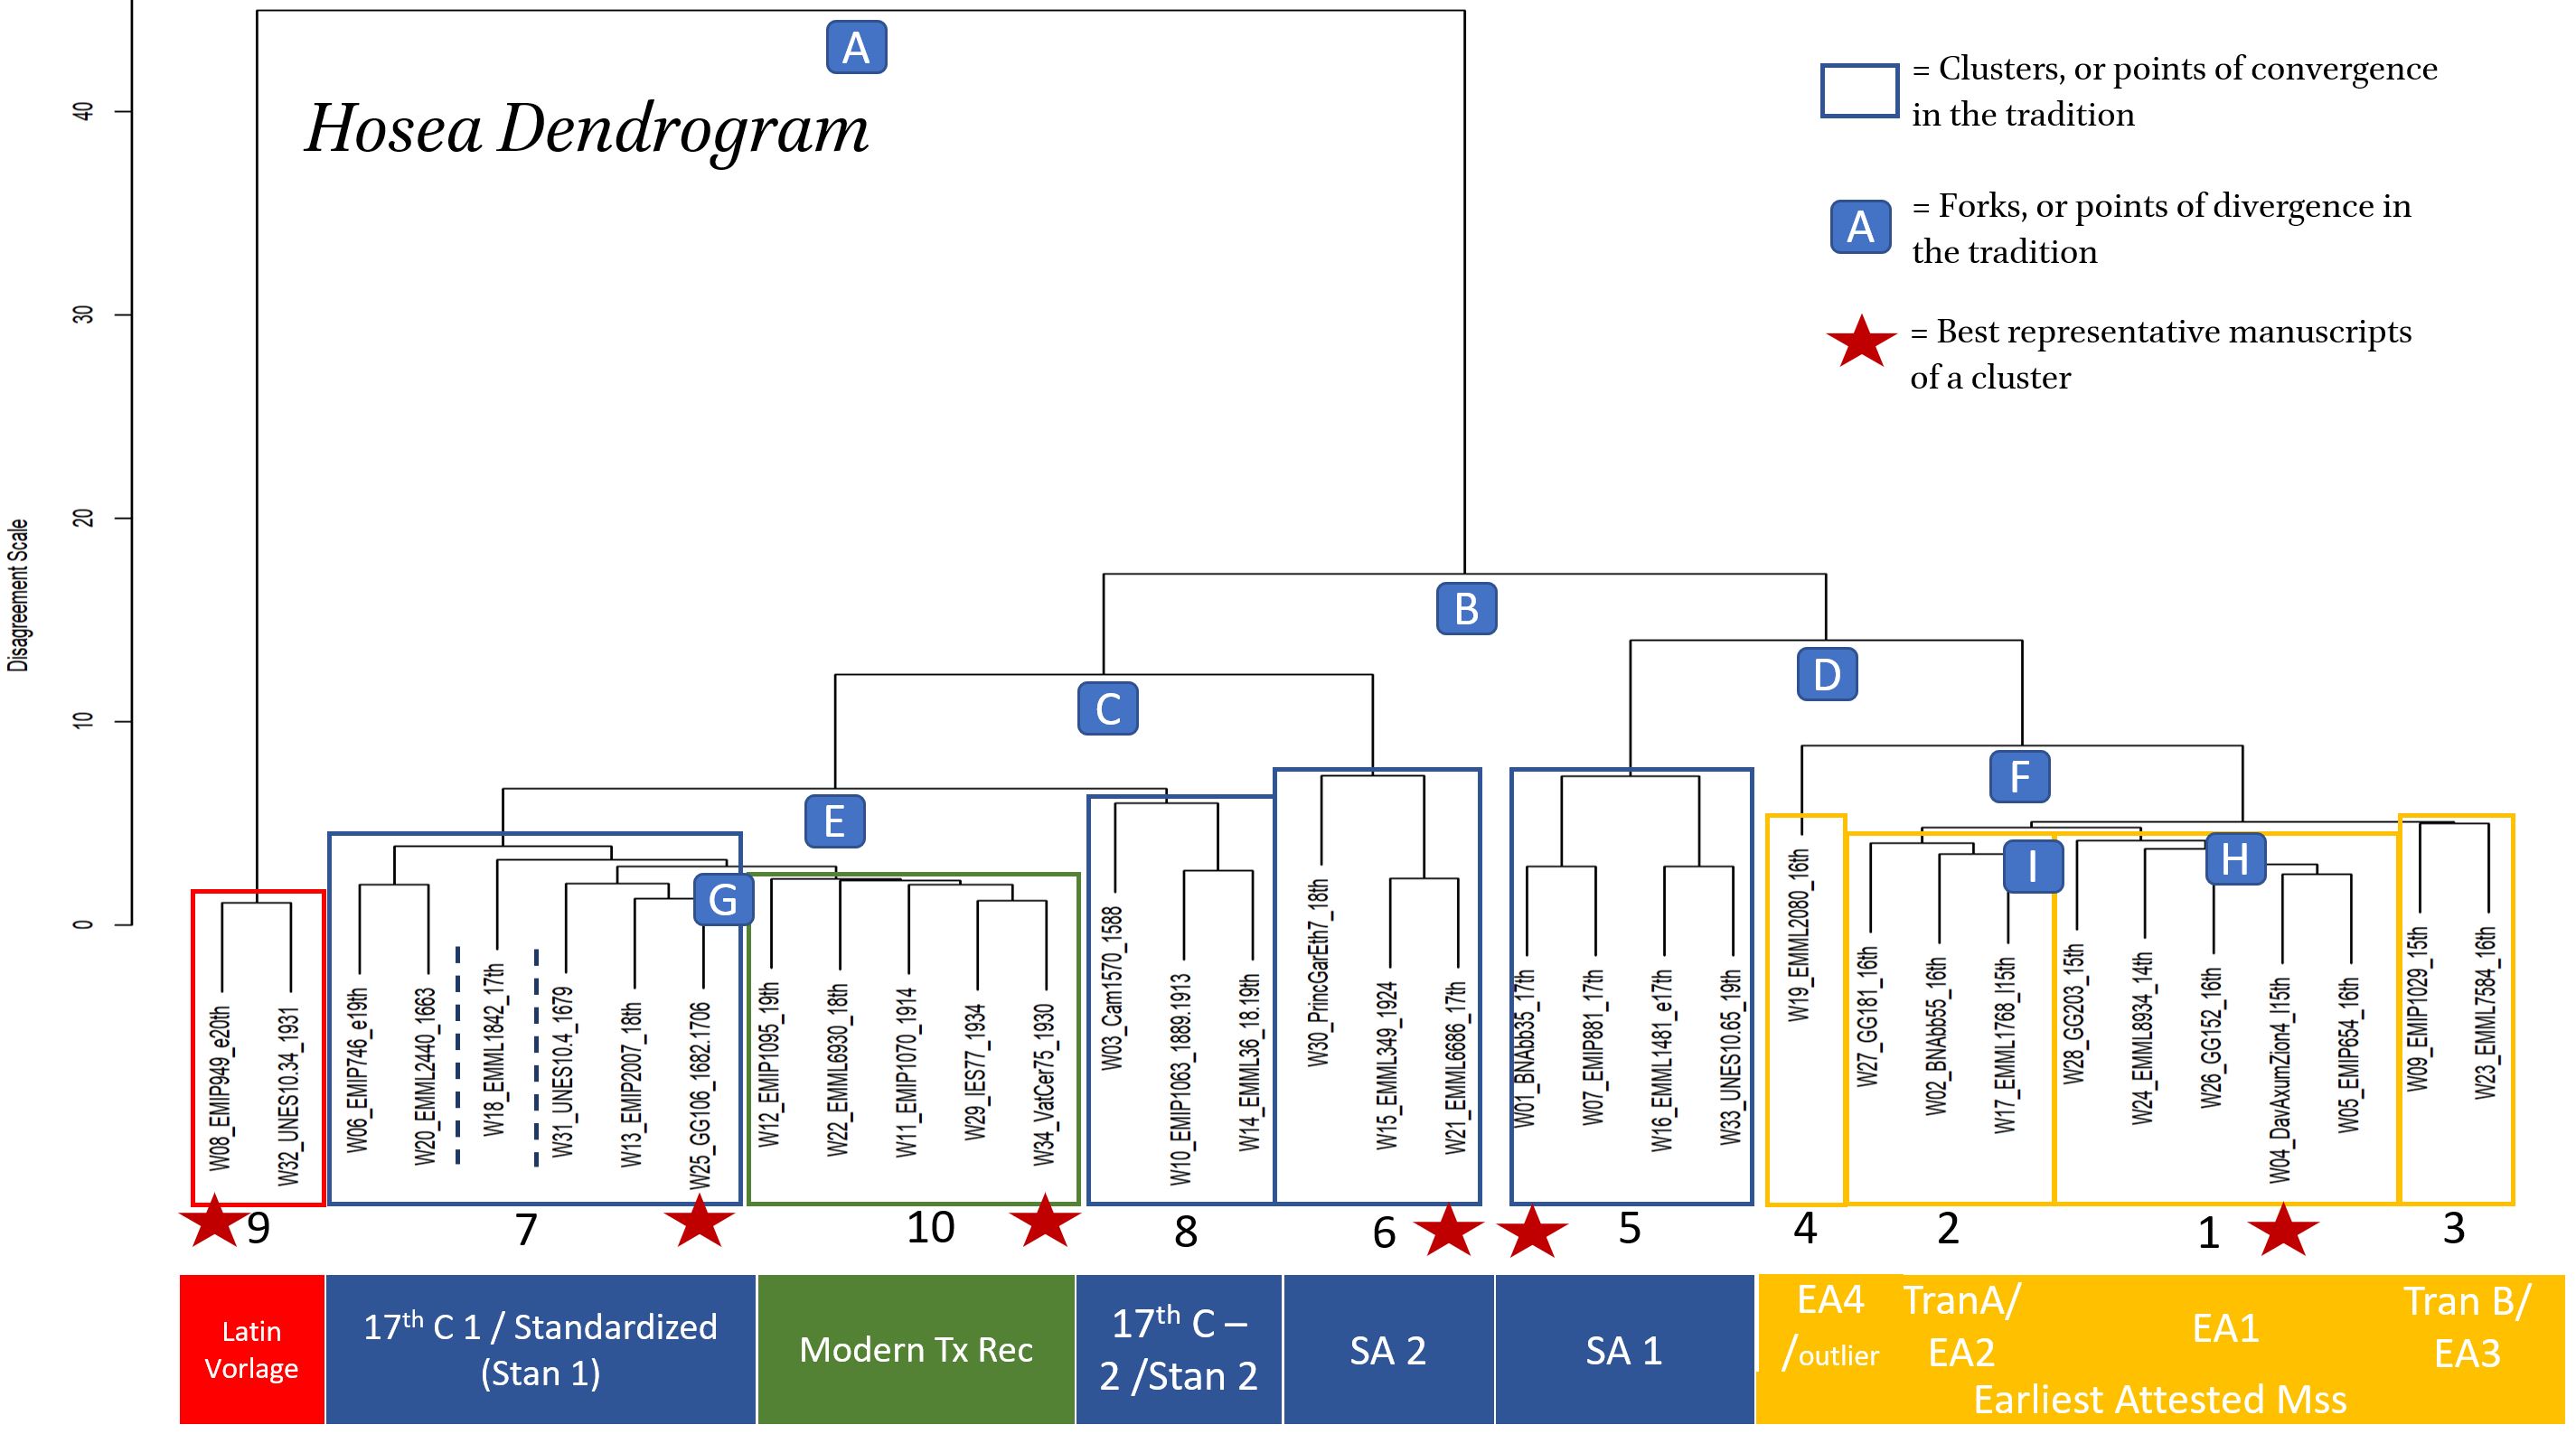 A
Hosea Dendrogram
= Clusters, or points of convergence
in the tradition
A
= Forks, or points of divergence in
the tradition
= Best representative manuscripts
of a cluster
Disagreement Scale
40
30
20
10
0
B
C
D
E
F
G
H
I
W08_EMIP949_e20th
W32_UNES10.34_1931
W06_EMIP746_e19th
W20_EMML2440_1663
W18_EMML1842_17th
W31_UNES10.4_1679
W13_EMIP2007_18th
W25_GG106_1682.1706
W12_EMIP1095_19th
W22_EMML6930_18th
W11_EMIP1070_1914
W29_IES77_1934
W34_VatCer75_1930
W03_Cam1570_1588
W10_EMIP1063_1889.1913
W14_EMML36_18.19th
W30_PrincGarEth7_18th
W15_EMML349_1924
W21_EMML6686_17th
W01_BNAbb35_17th
W07_EMIP881_17th
W16_EMML1481_e17th
W33_UNES10.65_19th
W19_EMML2080_16th
W27_GG181_16th
W02_BNAbb55_16th
W17_EMML1768_l15th
W28_GG203_15th
W24_EMML8934_14th
W26_GG152_16th
W04_DavAxumZion4_l15th
W05_EMIP654_16th
W09_EMIP1029_15th
W23_EMML7584_16th
9
7
10
8
6
5
4
2
1
3
Latin
Vorlage
17th C 1 / Standardized
(Stan 1)
Modern Tx Rec
17th C –
2 /Stan 2
SA 2
SA 1
EA4
/outlier
TranA/
EA2
EA1
Tran B/
EA3
Earliest Attested Mss